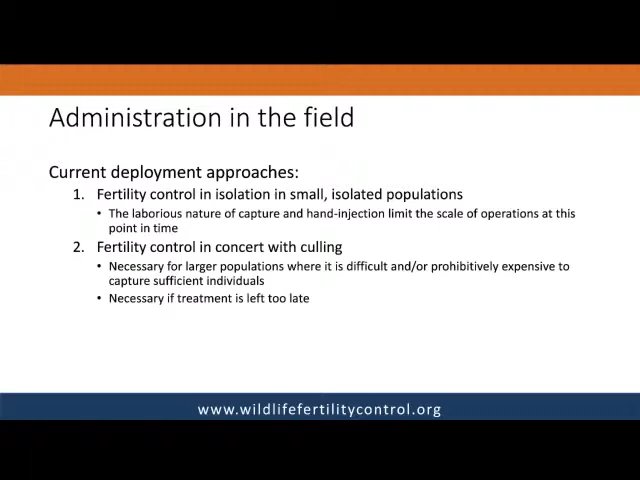 Administration in the field
Current deployment approaches:
1. Fertility control in isolation in small, isolated populations
• The laborious nature of capture and hand-injection limit the scale of operations at this
point in time
2. Fertility control in concert with culling
• Necessary for larger populations where it is difficult and/or prohibitively expensive to
capture sufficient individuals
• Necessary if treatment is left too late
www.wildlifefertilitycontrol.org